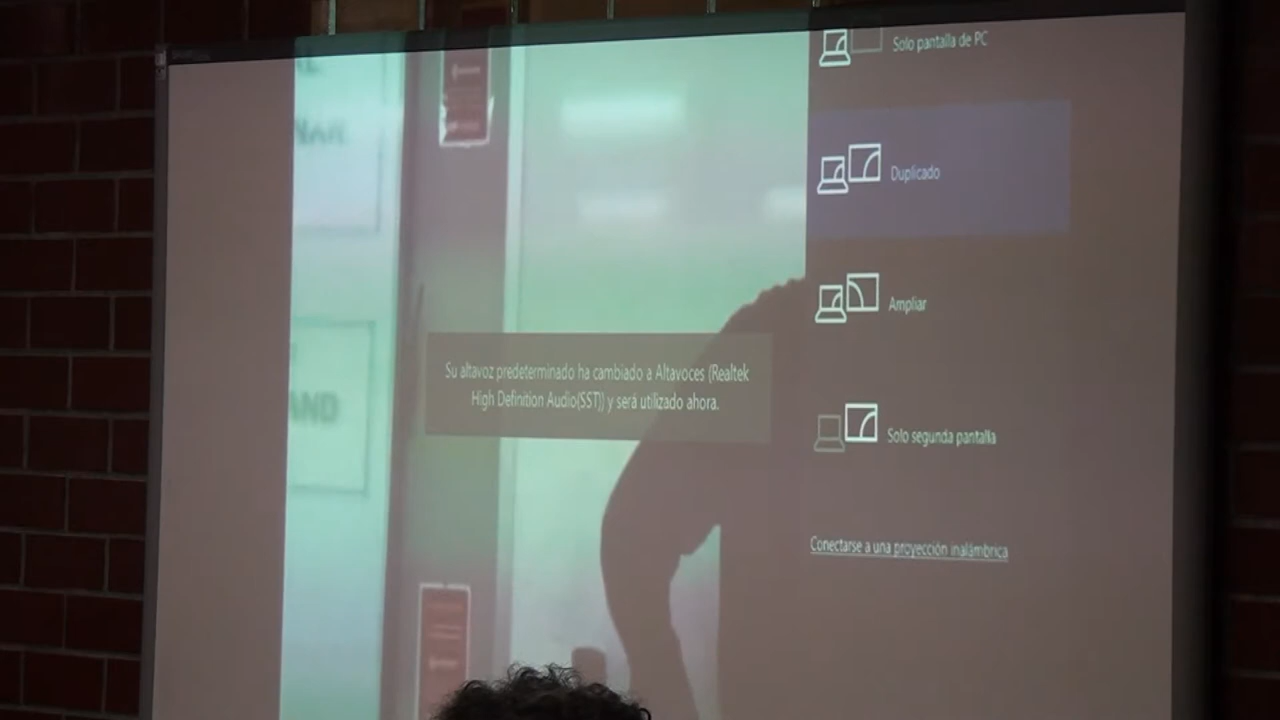 Solo pantalla de PC
Duplicado
Ampliar
Su altavoz predeterminado ha cambiado a Altavoces (Realtek
High Definition Audio(SST)) y será utilizado ahora.
Solo segunda pantalla
Conectarse a una proyección inalámbrica
AND